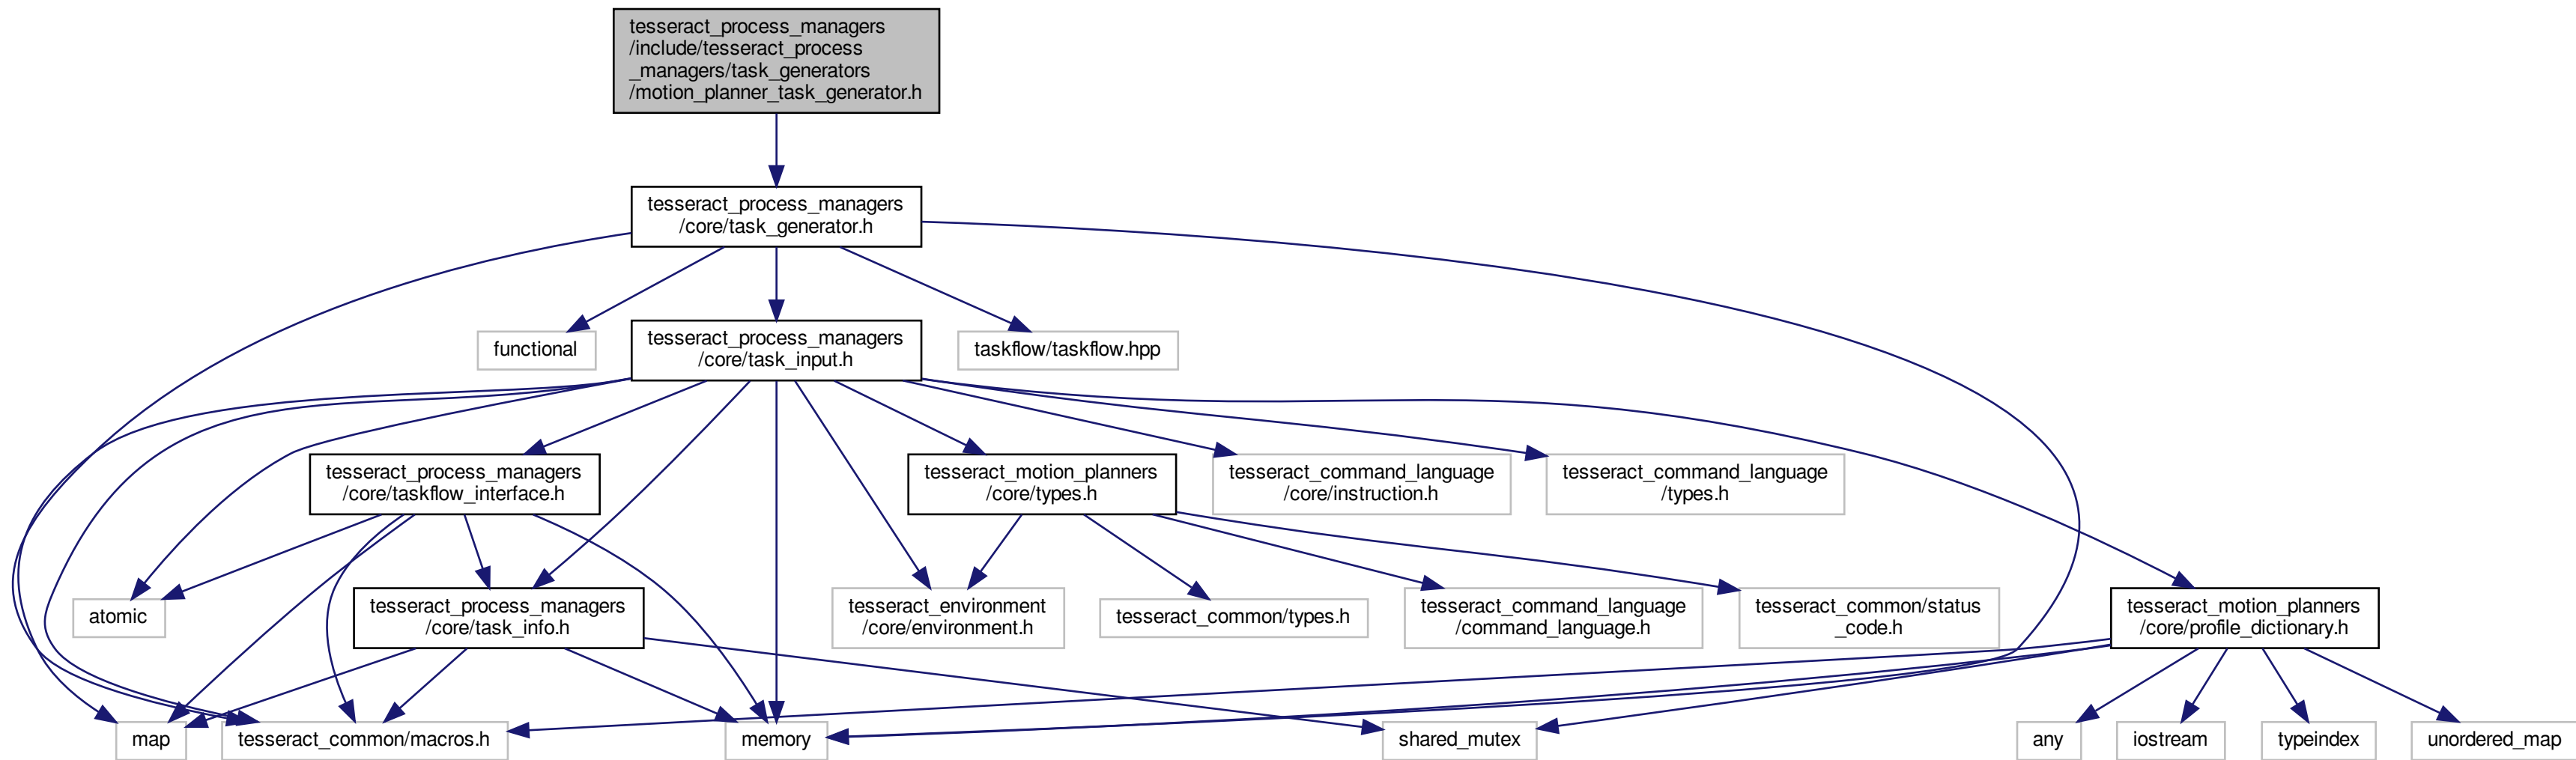 tesseract_process_managers
/include/tesseract_process
_managers/task_generators
/motion_planner_task_generator.h
tesseract_process_managers
/core/task_generator.h
functional
tesseract_process_managers
/core/task_input.h
taskflow/taskflow.hpp
tesseract_process_managers
/core/taskflow_interface.h
tesseract_motion_planners
/core/types.h
tesseract_command_language
/core/instruction.h
tesseract_command_language
/types.h
atomic
tesseract_process_managers
/core/task_info.h
tesseract_environment
/core/environment.h
tesseract_common/types.h
tesseract_command_language
/command_language.h
tesseract_common/status
_code.h
tesseract_motion_planners
/core/profile_dictionary.h
map
tesseract_common/macros.h
memory
shared_mutex
any
iostream
typeindex
unordered_map